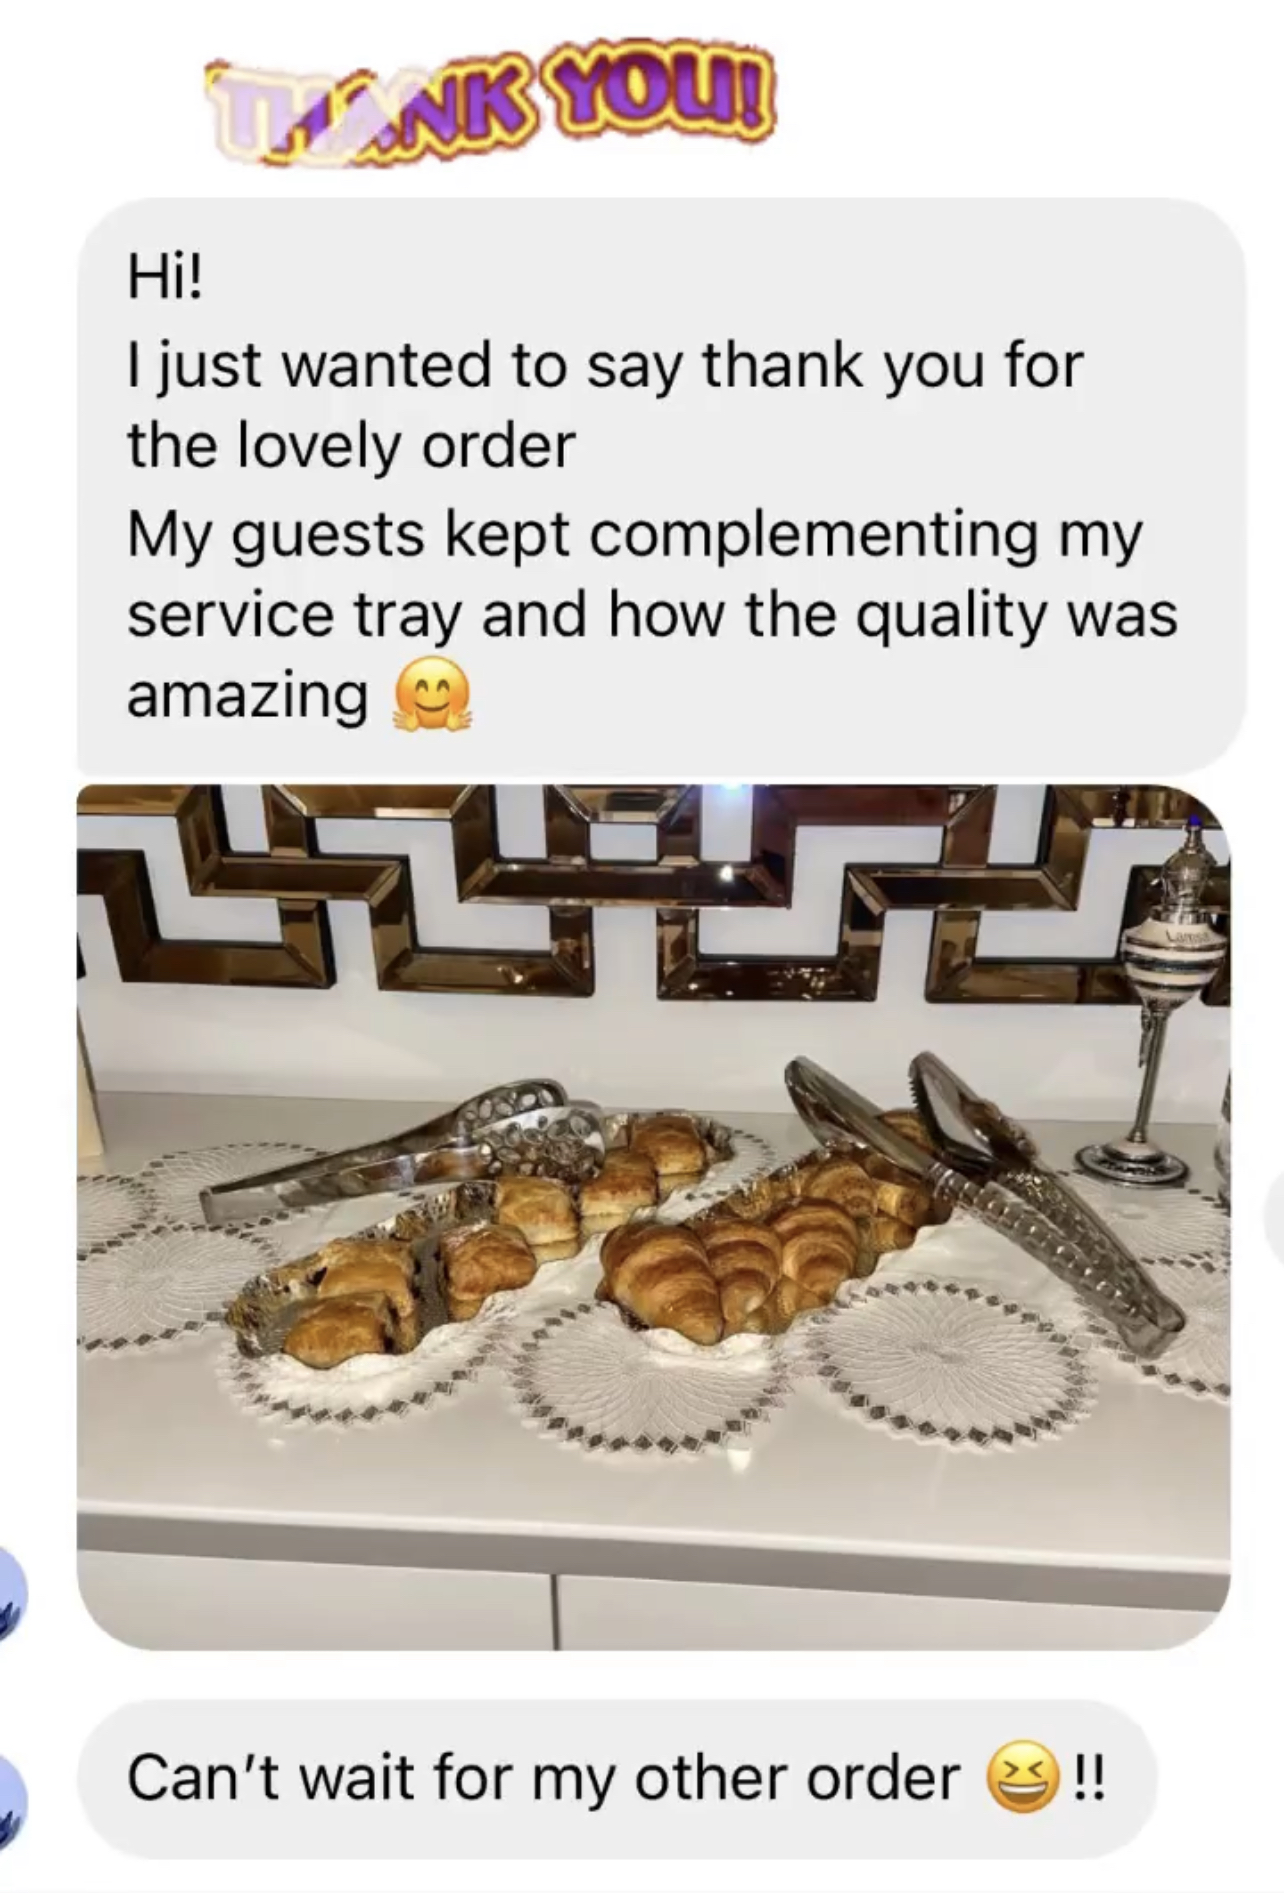 THANK YOU!
Hi!
I just wanted to say thank you for
the lovely order
My guests kept complementing my
service tray and how the quality was
amazing 🤗
Can't wait for my other order 😆!!